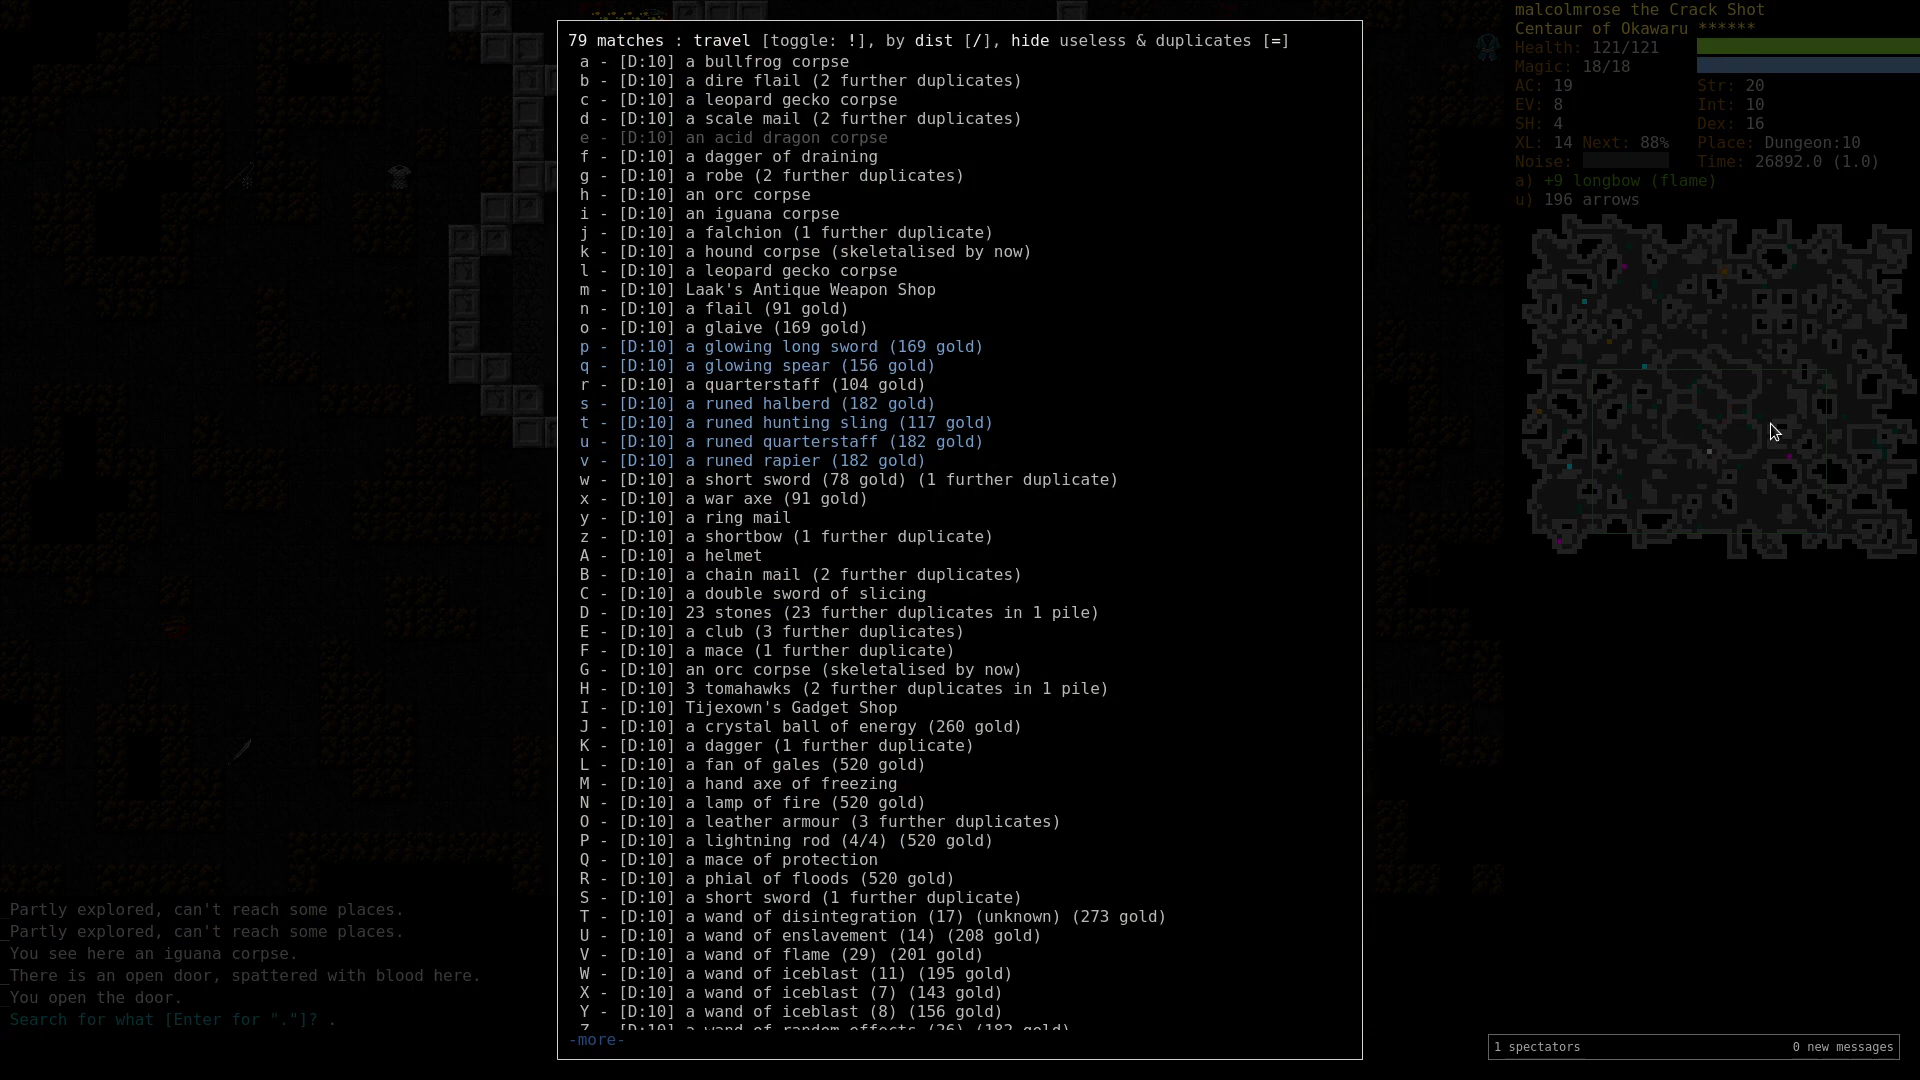 79 matches : travel [toggle: !], by dist [/], hide useless & duplicates [=]
a - [D:10] a bullfrog corpse
b - [D:10] a dire flail (2 further duplicates)
c - [D:10] a leopard gecko corpse
d - [D:10] a scale mail (2 further duplicates)
e - [D:10] an acid dragon corpse
f - [D:10] a dagger of draining
g - [D:10] a robe (2 further duplicates)
h - [D:10] an orc corpse
i - [D:10] an iguana corpse
j - [D:10] a falchion (1 further duplicate)
k - [D:10] a hound corpse (skeletalised by now)
l - [D:10] a leopard gecko corpse
m - [D:10] Laak's Antique Weapon Shop
n - [D:10] a flail (91 gold)
o - [D:10] a glaive (169 gold)
p - [D:10] a glowing long sword (169 gold)
q - [D:10] a glowing spear (156 gold)
r - [D:10] a quarterstaff (104 gold)
s - [D:10] a runed halberd (182 gold)
t - [D:10] a runed hunting sling (117 gold)
u - [D:10] a runed quarterstaff (182 gold)
v - [D:10] a runed rapier (182 gold)
w - [D:10] a short sword (78 gold) (1 further duplicate)
x - [D:10] a war axe (91 gold)
y - [D:10] a ring mail
z - [D:10] a shortbow (1 further duplicate)
A - [D:10] a helmet
B - [D:10] a chain mail (2 further duplicates)
C - [D:10] a double sword of slicing
D - [D:10] 23 stones (23 further duplicates in 1 pile)
E - [D:10] a club (3 further duplicates)
F - [D:10] a mace (1 further duplicate)
G - [D:10] an orc corpse (skeletalised by now)
H - [D:10] 3 tomahawks (2 further duplicates in 1 pile)
I - [D:10] Tijexown's Gadget Shop
J - [D:10] a crystal ball of energy (260 gold)
K - [D:10] a dagger (1 further duplicate)
L - [D:10] a fan of gales (520 gold)
M - [D:10] a hand axe of freezing
N - [D:10] a lamp of fire (520 gold)
O - [D:10] a leather armour (3 further duplicates)
P - [D:10] a lightning rod (4/4) (520 gold)
Q - [D:10] a mace of protection
R - [D:10] a phial of floods (520 gold)
S - [D:10] a short sword (1 further duplicate)
T - [D:10] a wand of disintegration (17) (unknown) (273 gold)
U - [D:10] a wand of enslavement (14) (208 gold)
V - [D:10] a wand of flame (29) (201 gold)
W - [D:10] a wand of iceblast (11) (195 gold)
X - [D:10] a wand of iceblast (7) (143 gold)
Y - [D:10] a wand of iceblast (8) (156 gold)
Z - [D:10] a wand of random effects (26) (182 gold)
-more-
malcolmrose the Crack Shot
Centaur of Okawaru ******
Health: 121/121
Magic: 18/18
AC: 19 Str: 20
EV: 8 Int: 10
SH: 4 Dex: 16
XL: 14 Next: 88% Place: Dungeon:10
Noise: Time: 26892.0 (1.0)
a) +9 longbow (flame)
u) 196 arrows
_Partly explored, can't reach some places.
_Partly explored, can't reach some places.
You see here an iguana corpse.
_There is an open door, spattered with blood here.
_You open the door.
Search for what [Enter for "."]? .
1 spectators 0 new messages